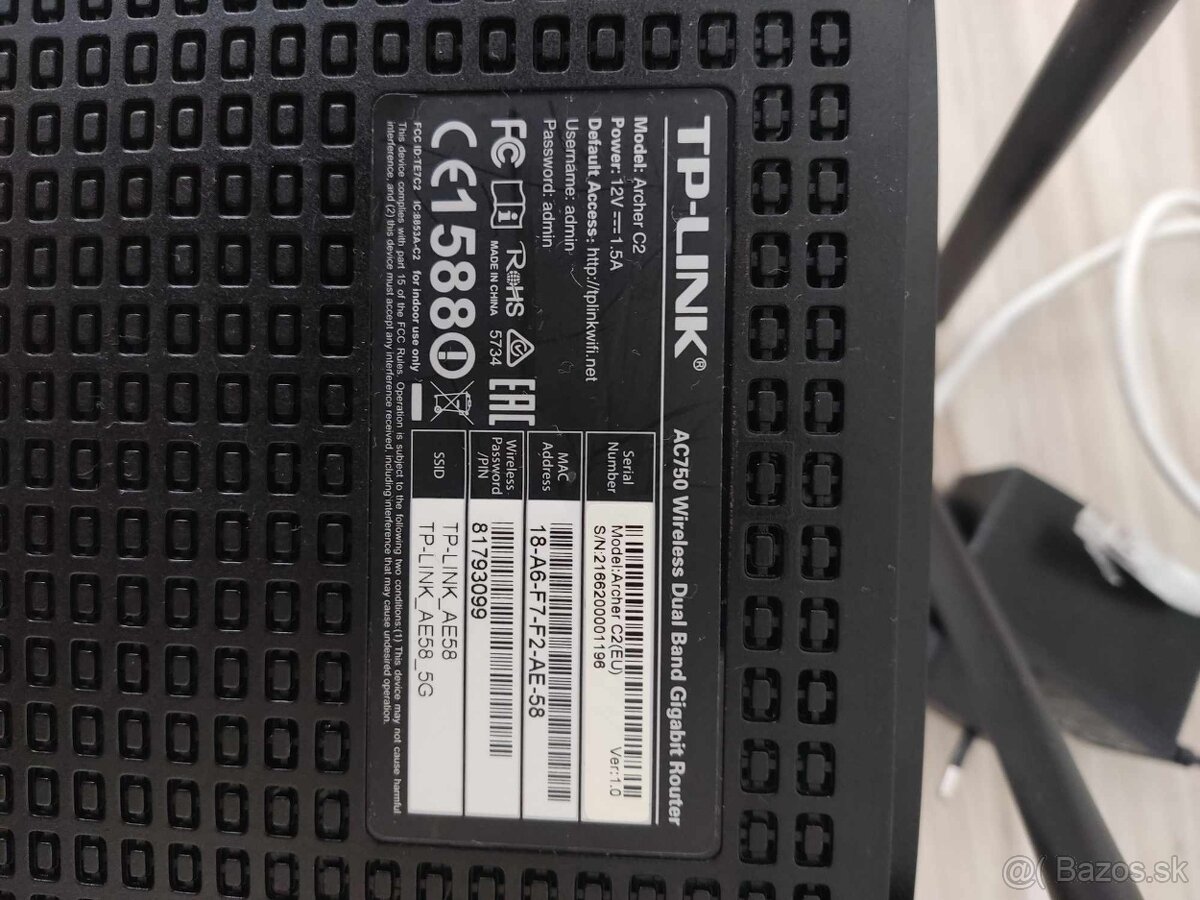 TP-LINK®
AC750 Wireless Dual Band Gigabit Router
Model: Archer C2
Power: 12V⎓1.5A
Default Access: http://tplinkwifi.net
Username: admin
Password: admin
FC RoHS
MADE IN CHINA 5734
EAC
CE1588
FCC ID:TE7C2 IC:8853A-C2 for indoor use only
This device complies with part 15 of the FCC Rules. Operation is subject to the following two conditions.(1) This device may not cause harmful
interference, and (2) this device must accept any interference received, including interference that may cause undesired operation.
Serial
Number
Model:Archer C2(EU) Ver:1.0
S/N:2166200001196
MAC
Address
18-A6-F7-F2-AE-58
Wireless
Password
/PIN
81793099
SSID
TP-LINK_AE58
TP-LINK_AE58_5G
@( Bazos.sk